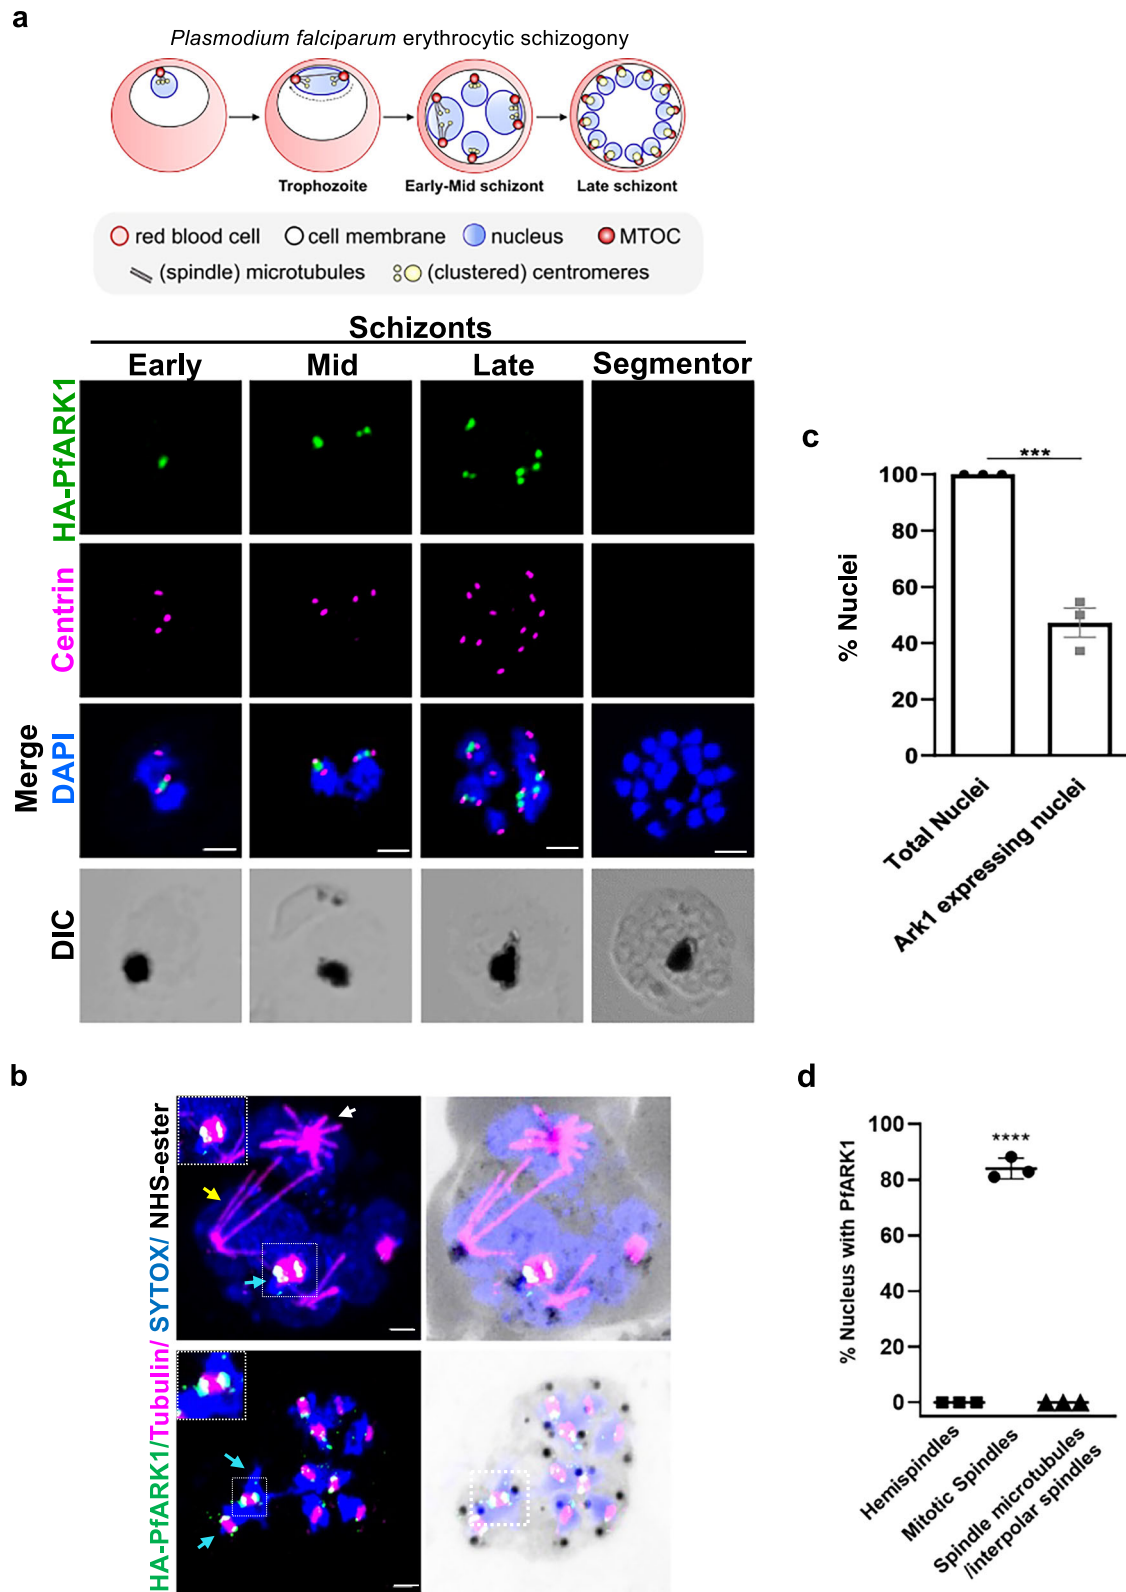 a
Plasmodium falciparum erythrocytic schizogony
Trophozoite
Early-Mid schizont
Late schizont
red blood cell
cell membrane
nucleus
MTOC
(spindle) microtubules
(clustered) centromeres
Schizonts
Early
Mid
Late
Segmentor
HA-PfARK1
Centrin
Merge
DAPI
DIC
b
HA-PfARK1/Tubulin/ SYTOX/ NHS-ester
c
***
% Nuclei
100
80
60
40
20
0
Total Nuclei
Ark1 expressing nuclei
d
% Nucleus with PfARK1
100
80
60
40
20
0
****
Hemispindles
Mitotic Spindles
Spindle microtubules
/interpolar spindles